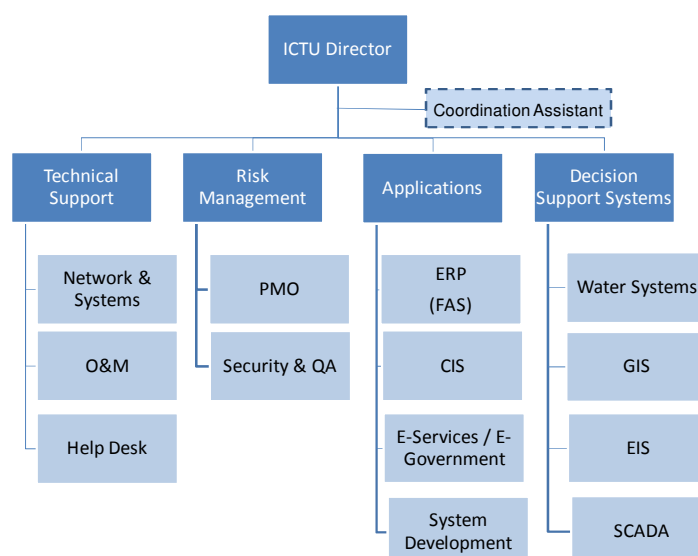 ICTU Director
Coordination Assistant
Technical
Support
Risk
Management
Applications
Decision
Support Systems
Network &
Systems
O&M
Help Desk
PMO
Security & QA
ERP
(FAS)
CIS
E-Services / E-
Government
System
Development
Water Systems
GIS
EIS
SCADA